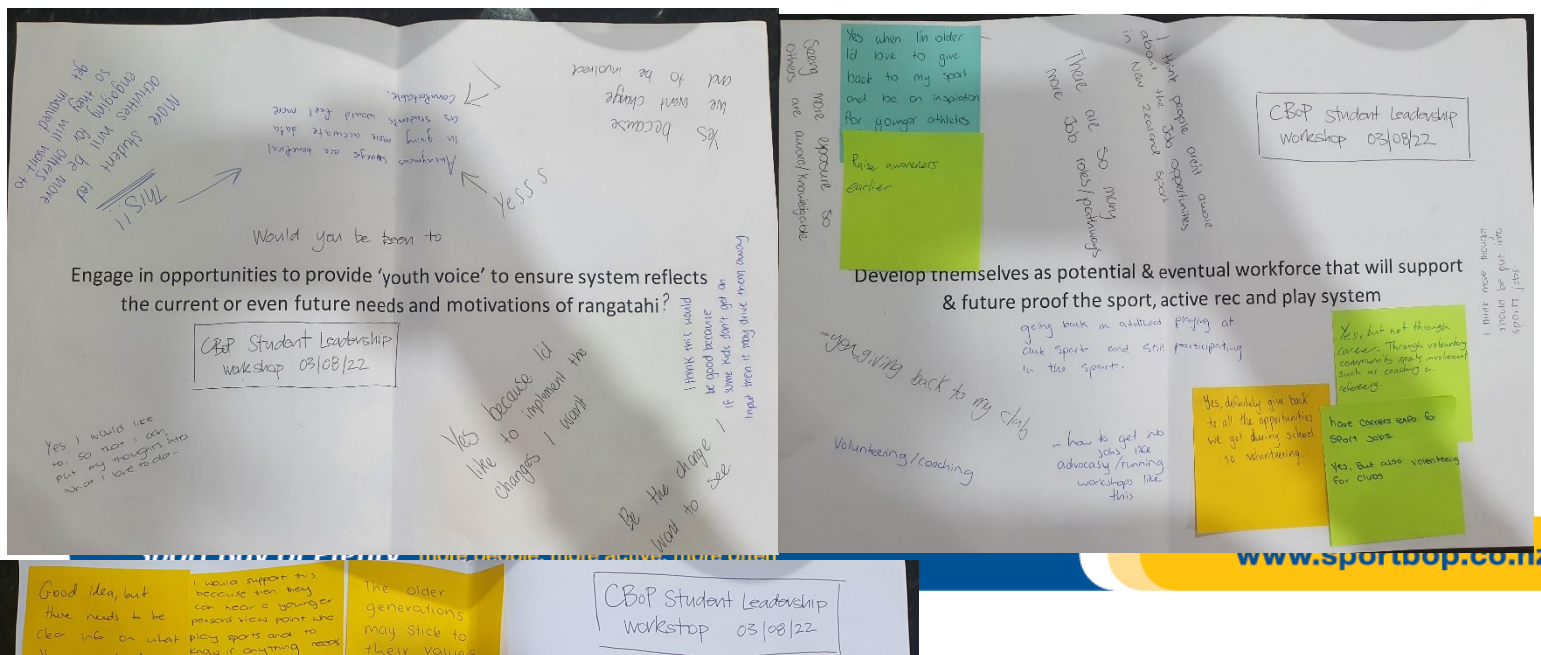 More student led
activities will be more
engaging for others
so they will want to
get involved
THIS!!
Anonymous surveys are beneficial
in giving more accurate data
as students would feel more
comfortable.
Yesss
Yes because
we want change
and to be involved
Would you be keen to
Engage in opportunities to provide ‘youth voice’ to ensure system reflects
the current or even future needs and motivations of rangatahi?
CBoP Student Leadership
workshop 03/08/22
Yes I would like
to, so that I can
put my thoughts into
what I love to do-
Yes because I'd
like to implement the
changes I want
Be the change I
want to see
I think this would
be good because
if some kids don't get an
input then it may drive them away
Seeing more exposure so
others are award/knowledgable
Yes when I'm older
I'd love to give
back to my sport
and be an inspiration
for younger athletes
Raise awareness
earlier
There are so many
more Job roles/pathways
I think people aren't aware
about the Job opportunities
in New Zealand sport
CBoP Student Leadership
workshop 03/08/22
I think more thought
should be put into
sports jobs
Develop themselves as potential & eventual workforce that will support
& future proof the sport, active rec and play system
giving back to my club
going back in adulthood playing at
club sports and still participating
in the sport.
Volunteering/coaching
- how to get into
jobs like
advocasy/running
workshops like
this
Yes, definitely give back
to all the opportunities
we got during school
so volunteering.
Yes, but not through
career. Through voluntary
community sports involvement
such as coaching or
refereeing.
have carrers expo for
Sport Jobs
Yes, But also volenteering
for clubs
more people more active more often
www.sportbop.co.nz
Good idea, but
there needs to be
clear info on what
I would support this
because then they
can hear a younger
persons view point who
play sports and to
know if anything needs
The older
generations
may stick to
their values
CBoP Student Leadership
workshop 03/08/22